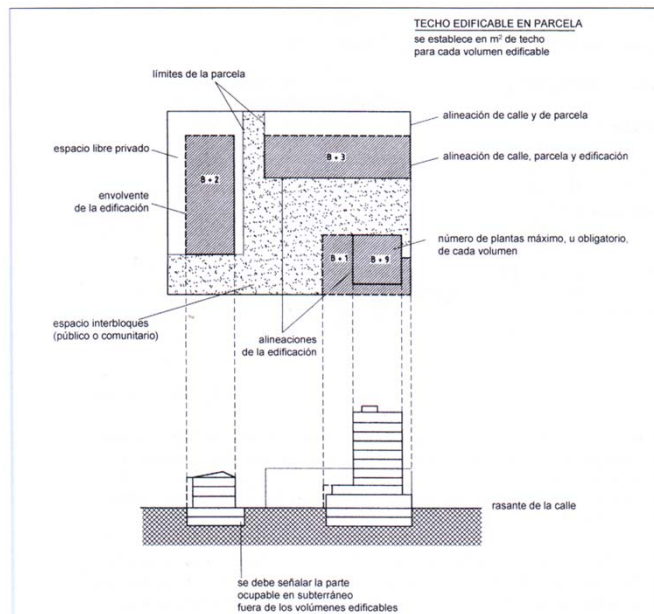 TECHO EDIFICABLE EN PARCELA
se establece en m² de techo
para cada volumen edificable
límites de la parcela
alineación de calle y de parcela
espacio libre privado
B + 3
alineación de calle, parcela y edificación
B + 2
envolvente
de la edificación
número de plantas máximo, u obligatorio,
de cada volumen
B + 1
B + 9
espacio interbloques
(público o comunitario)
alineaciones
de la edificación
rasante de la calle
se debe señalar la parte
ocupable en subterráneo
fuera de los volúmenes edificables